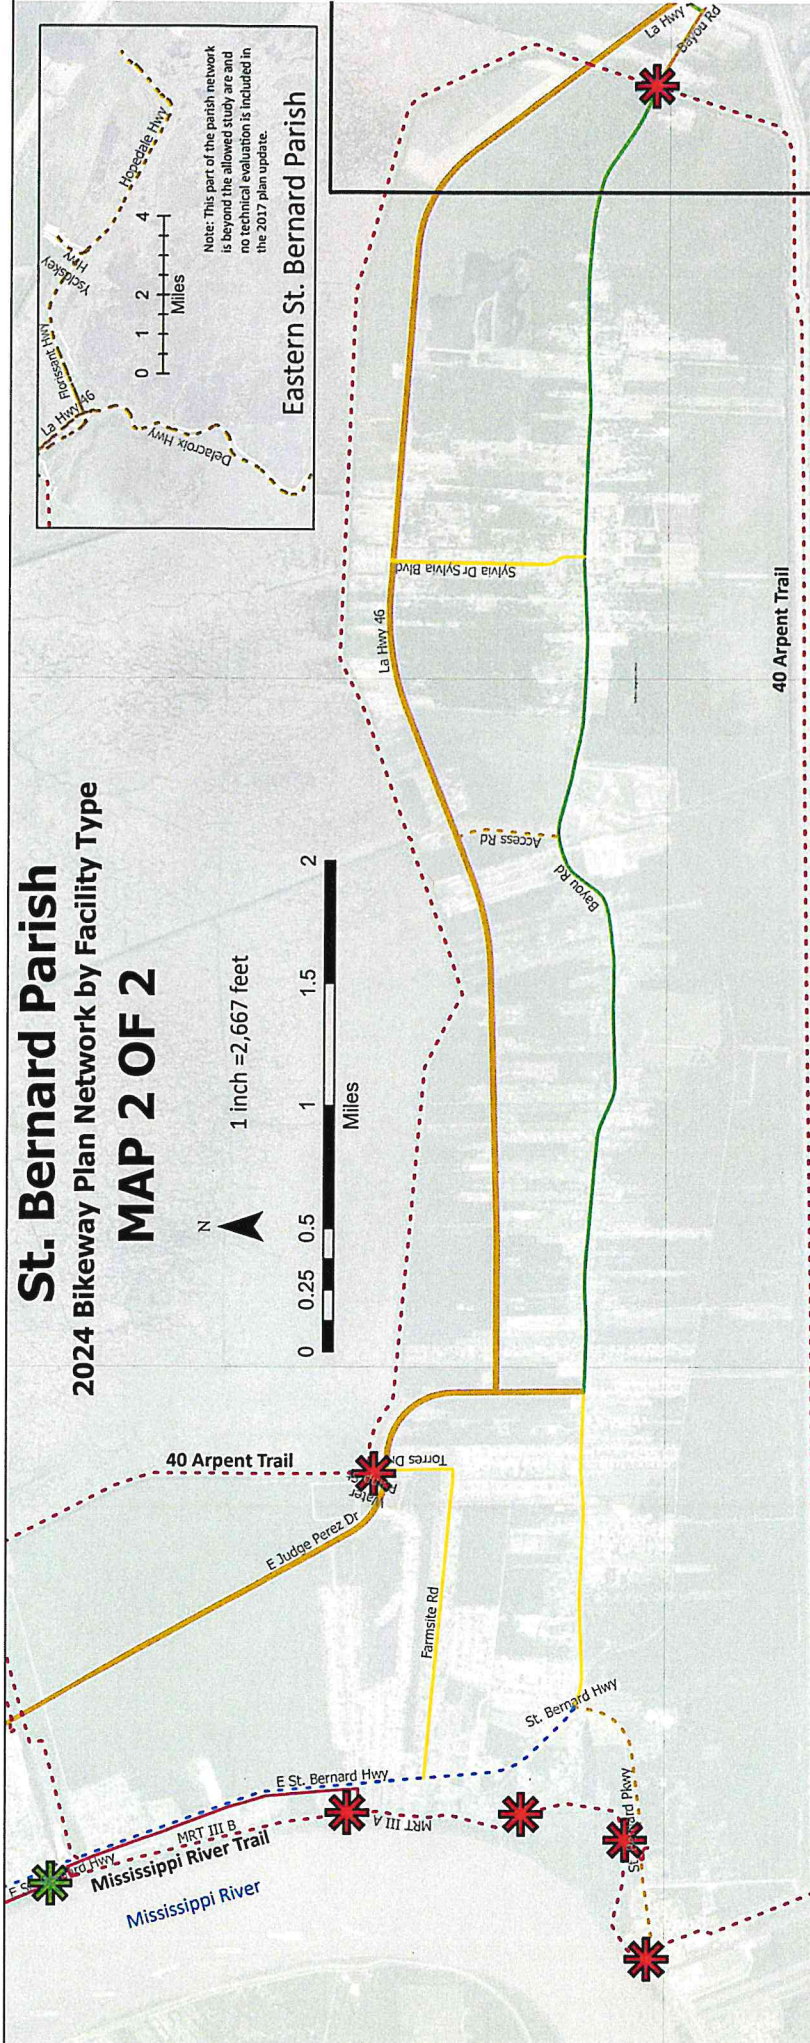 St. Bernard Parish
2024 Bikeway Plan Network by Facility Type
MAP 2 OF 2
N
1 inch =2,667 feet
0 0.25 0.5 1 1.5 2
Miles
La Hwy 46
Florissant Hwy
Yscloskey
Hwy
Hopedale Hwy
Delacroix Hwy
0 1 2 4
Miles
Note: This part of the parish network
is beyond the allowed study are and
no technical evaluation is included in
the 2017 plan update.
Eastern St. Bernard Parish
40 Arpent Trail
E Judge Perez Dr
Water
Torres Dr
Farmsite Rd
E St. Bernard Hwy
MRT III B
Mississippi River Trail
Mississippi River
MRT III A
St. Bernard Hwy
St. Bernard Pkwy
La Hwy 46
Access Rd
Bayou Rd
Sylvia Dr Sylvia Blvd
La Hwy
Bayou Rd
40 Arpent Trail